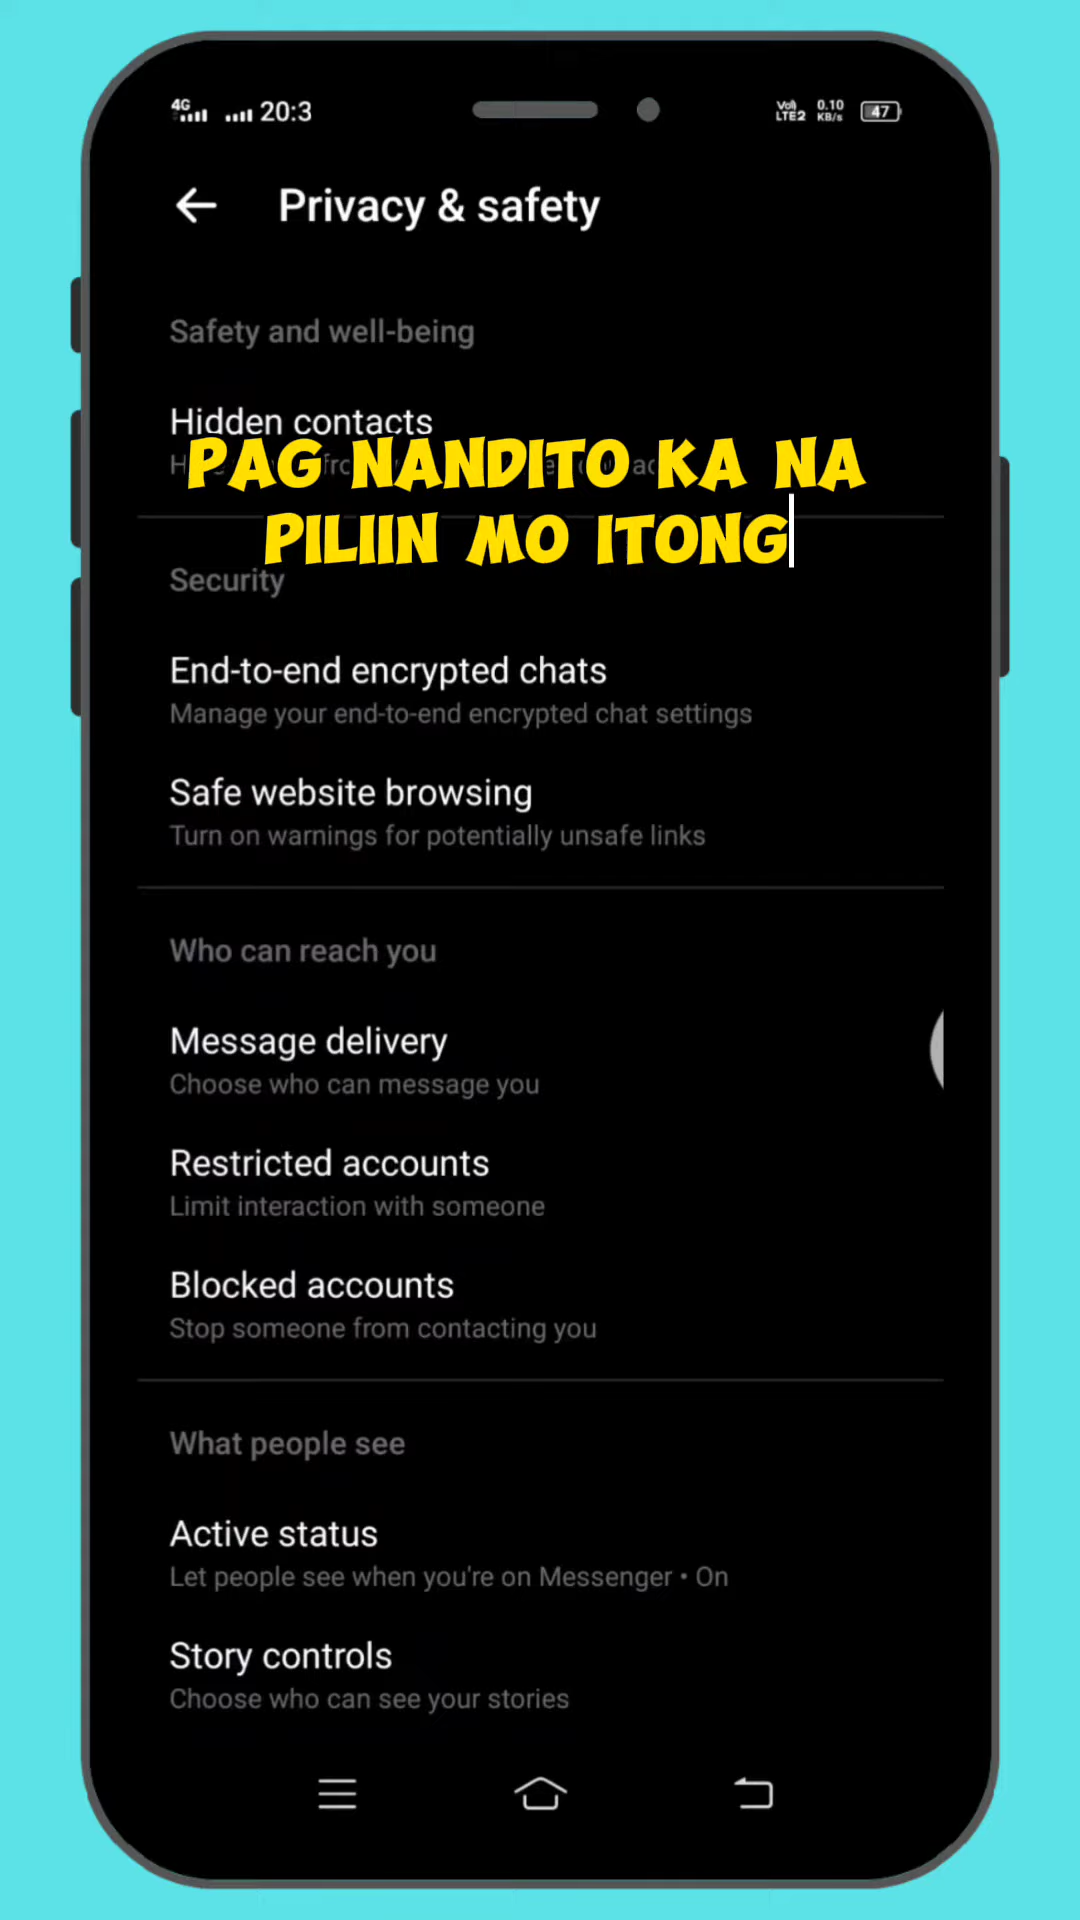 4G 20:3 VoLTE2 0.10 KB/s 47
Privacy & safety
Safety and well-being
Hidden contacts
PAG NANDITO KA NA
PILIIN MO ITONG
Security
End-to-end encrypted chats
Manage your end-to-end encrypted chat settings
Safe website browsing
Turn on warnings for potentially unsafe links
Who can reach you
Message delivery
Choose who can message you
Restricted accounts
Limit interaction with someone
Blocked accounts
Stop someone from contacting you
What people see
Active status
Let people see when you're on Messenger • On
Story controls
Choose who can see your stories